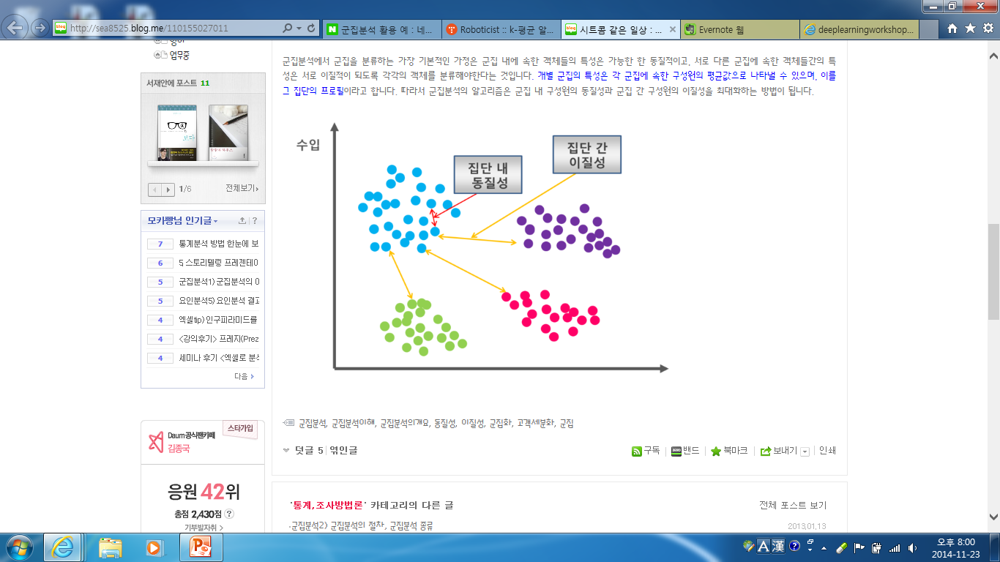 http://sea8525.blog.me/110155027011
군집분석 활용 예 : 네...
Roboticist :: k-평균 알...
시트콤 같은 일상 : ...
Evernote 웹
deeplearningworkshop...
업무중
서재안에 포스트 11
1/6
전체보기
모카빵님 인기글
7 통계분석 방법 한눈에 보
6 5. 스토리텔링 프레젠테이
5 군집분석1) 군집분석의 이
5 요인분석5) 요인분석 결과
4 엑셀tip) 인구피라미드를
4 <강의후기> 프레지(Prez
4 세미나 후기 <엑셀로 분석
다음
Daum공식팬카페
김종국
스타가입
응원 42위
총점 2,430점 ?
기부발자취 >
군집분석에서 군집을 분류하는 가장 기본적인 가정은 군집 내에 속한 객체들의 특성은 가능한 한 동질적이고, 서로 다른 군집에 속한 객체들간의 특
성은 서로 이질적이 되도록 각각의 객체를 분류해야한다는 것입니다. 개별 군집의 특성은 각 군집에 속한 구성원의 평균값으로 나타낼 수 있으며, 이를
그 집단의 프로필이라고 합니다. 따라서 군집분석의 알고리즘은 군집 내 구성원의 동질성과 군집 간 구성원의 이질성을 최대화하는 방법이 됩니다.
수입
집단 내
동질성
집단 간
이질성
군집분석, 군집분석이해, 군집분석의개요, 동질성, 이질성, 군집화, 고객세분화, 군집
덧글 5 | 엮인글
구독 | 밴드 | 북마크 | 보내기 | 인쇄
'통계,조사방법론' 카테고리의 다른 글
전체 포스트 보기
·군집분석2) 군집분석의 절차, 군집분석 종류
2013.01.13
A 漢
오후 8:00
2014-11-23